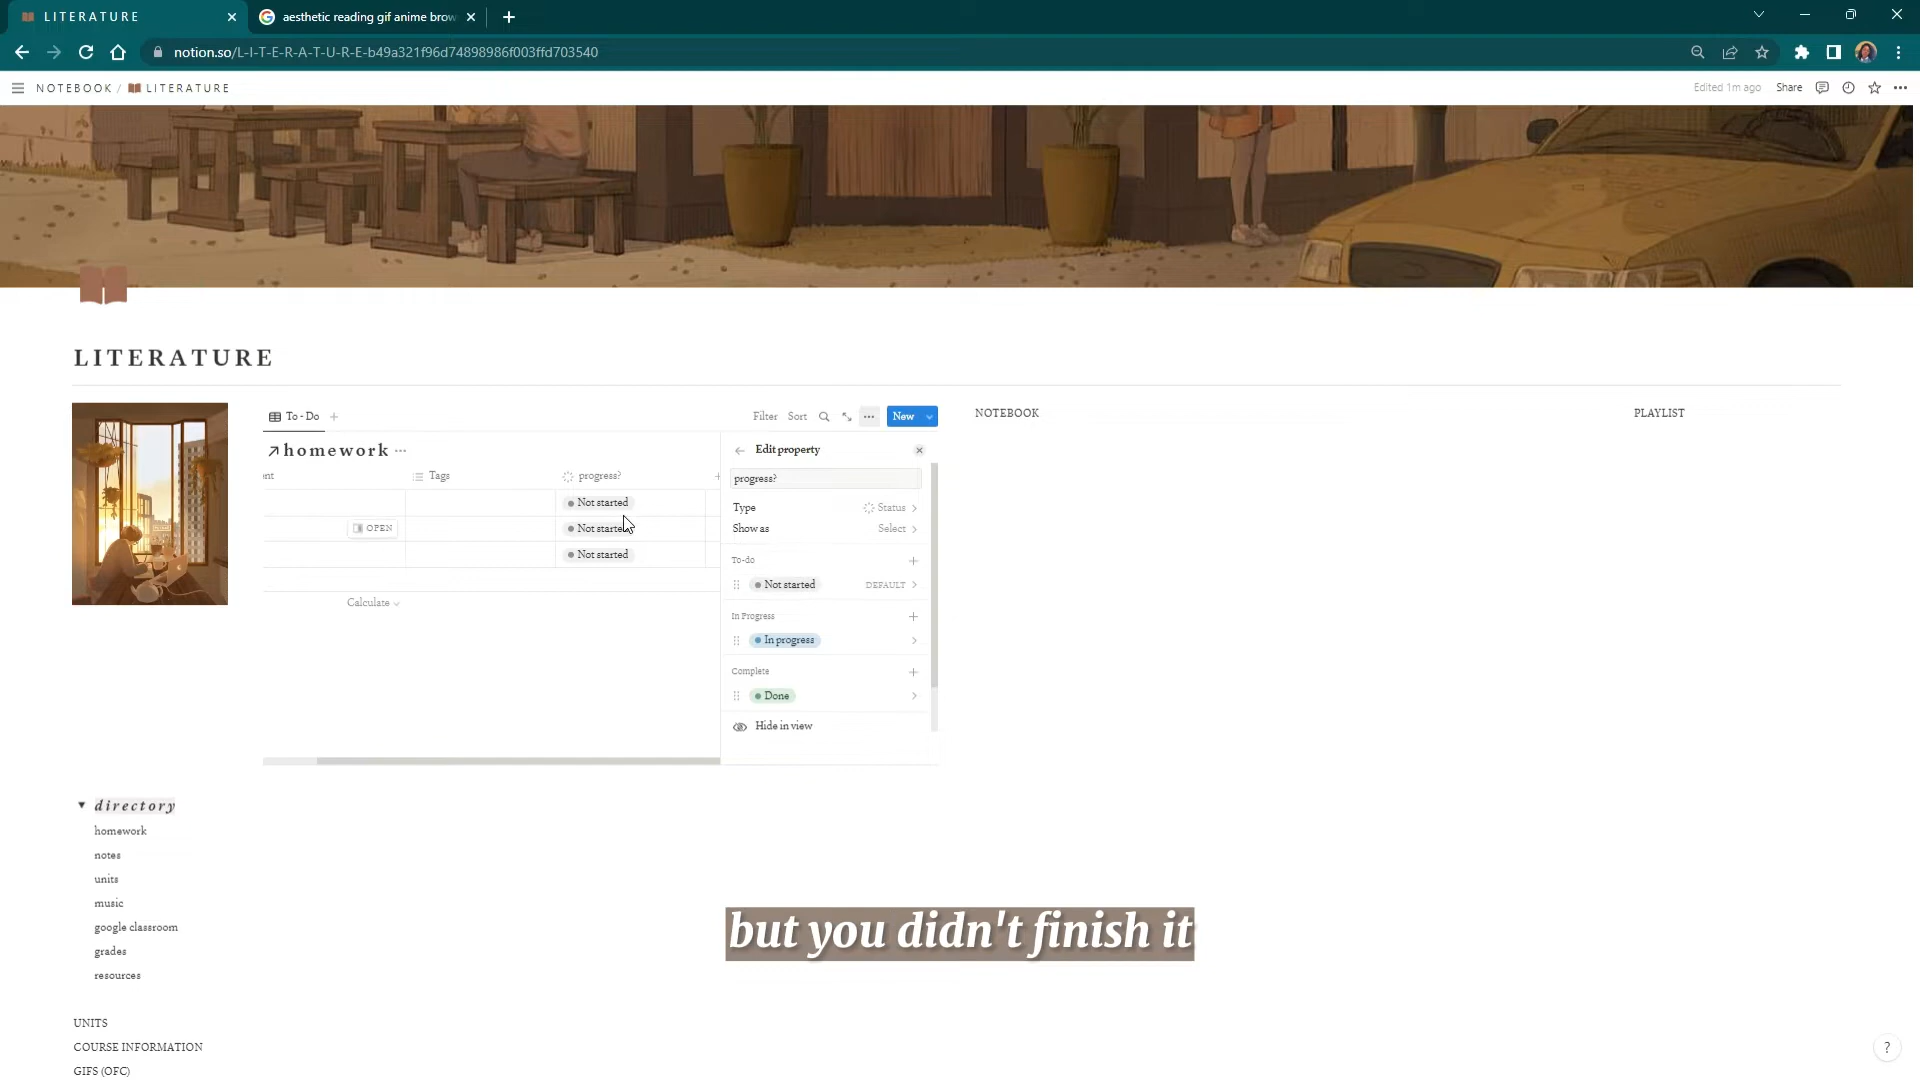 LITERATURE
aesthetic reading gif anime brow
notion.so/L-I-T-E-R-A-T-U-R-E-b49a321f96d74898986f003ffd703540
NOTEBOOK / LITERATURE
Edited 1m ago Share
LITERATURE
To - Do
Filter Sort New
NOTEBOOK
PLAYLIST
homework
Edit property
nt Tags progress?
progress?
Not started
Type Status
OPEN Not started
Show as Select
Not started
To-do
Not started DEFAULT
Calculate
In Progress
In progress
Complete
Done
Hide in view
directory
homework
notes
units
music
google classroom
grades
resources
but you didn't finish it
UNITS
COURSE INFORMATION
GIFS (OFC)
?